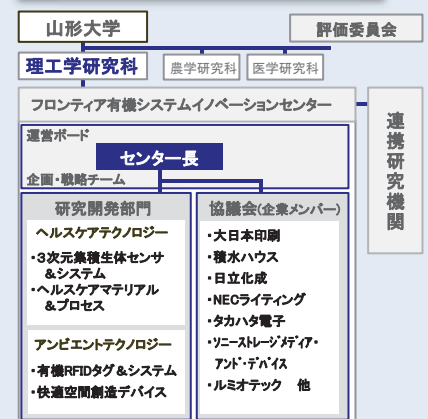 山形大学
評価委員会
理工学研究科
農学研究科
医学研究科
フロンティア有機システムイノベーションセンター
連携研究機関
運営ボード
センター長
企画・戦略チーム
研究開発部門
ヘルスケアテクノロジー
・3次元集積生体センサ
&システム
・ヘルスケアマテリアル
&プロセス
アンビエントテクノロジー
・有機RFIDタグ&システム
・快適空間創造デバイス
協議会(企業メンバー)
・大日本印刷
・積水ハウス
・日立化成
・NECライティング
・タカハタ電子
・ソニーストレージメディア・
アンド・デバイス
・ルミオテック 他